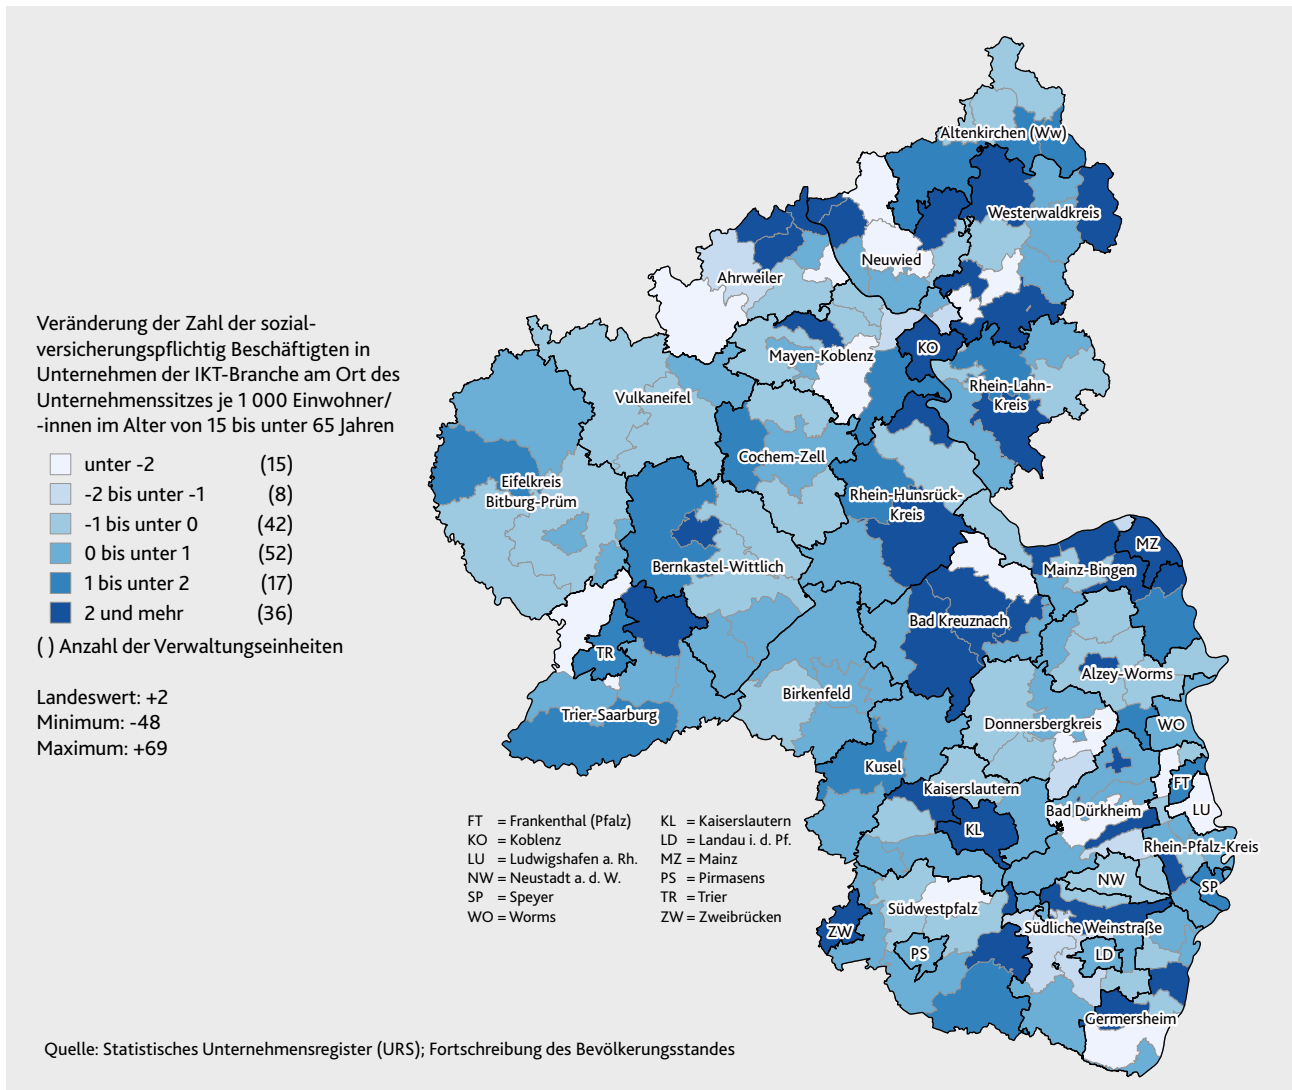 Veränderung der Zahl der sozial-
versicherungspflichtig Beschäftigten in
Unternehmen der IKT-Branche am Ort des
Unternehmenssitzes je 1 000 Einwohner/
-innen im Alter von 15 bis unter 65 Jahren
unter -2 (15)
-2 bis unter -1 (8)
-1 bis unter 0 (42)
0 bis unter 1 (52)
1 bis unter 2 (17)
2 und mehr (36)
( ) Anzahl der Verwaltungseinheiten
Landeswert: +2
Minimum: -48
Maximum: +69
Altenkirchen (Ww)
Westerwaldkreis
Neuwied
Ahrweiler
KO
Mayen-Koblenz
Rhein-Lahn-
Kreis
Vulkaneifel
Cochem-Zell
Eifelkreis
Bitburg-Prüm
Rhein-Hunsrück-
Kreis
MZ
Mainz-Bingen
Bernkastel-Wittlich
Bad Kreuznach
TR
Alzey-Worms
Birkenfeld
Trier-Saarburg
Donnersbergkreis
WO
Kusel
FT
Kaiserslautern
Bad Dürkheim
LU
KL
Rhein-Pfalz-Kreis
NW
SP
Südwestpfalz
Südliche Weinstraße
ZW
PS
LD
Germersheim
FT = Frankenthal (Pfalz)
KO = Koblenz
LU = Ludwigshafen a. Rh.
NW = Neustadt a. d. W.
SP = Speyer
WO = Worms
KL = Kaiserslautern
LD = Landau i. d. Pf.
MZ = Mainz
PS = Pirmasens
TR = Trier
ZW = Zweibrücken
Quelle: Statistisches Unternehmensregister (URS); Fortschreibung des Bevölkerungsstandes